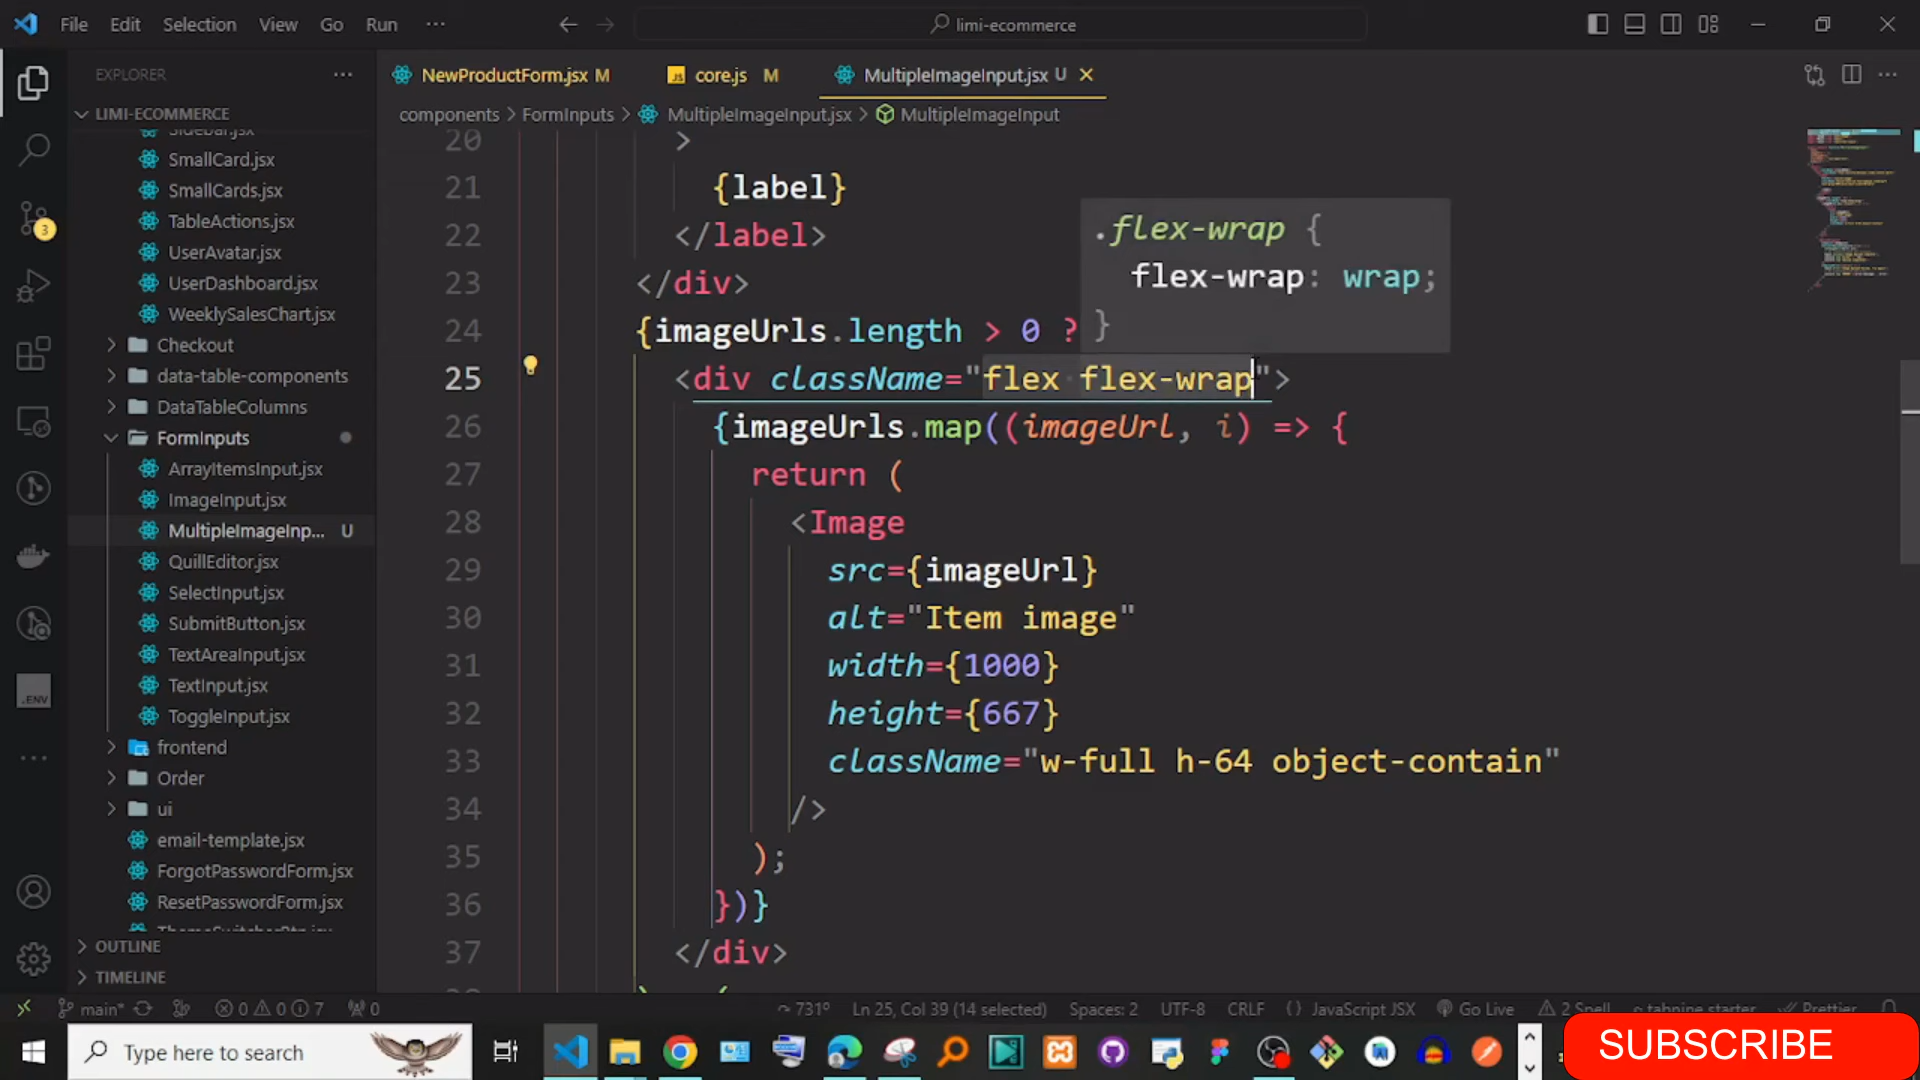 File Edit Selection View Go Run ··· limi-ecommerce
EXPLORER ···
LIMI-ECOMMERCE
Sidebar.jsx
SmallCard.jsx
SmallCards.jsx
TableActions.jsx
UserAvatar.jsx
UserDashboard.jsx
WeeklySalesChart.jsx
Checkout
data-table-components
DataTableColumns
FormInputs
ArrayItemsInput.jsx
ImageInput.jsx
MultipleImageInp... U
QuillEditor.jsx
SelectInput.jsx
SubmitButton.jsx
TextAreaInput.jsx
TextInput.jsx
ToggleInput.jsx
frontend
Order
ui
email-template.jsx
ForgotPasswordForm.jsx
ResetPasswordForm.jsx
OUTLINE
TIMELINE
3
.ENV
NewProductForm.jsx M JS core.js M MultipleImageInput.jsx U
components > FormInputs > MultipleImageInput.jsx > MultipleImageInput
20 >
21 {label}
22 </label>
23 </div>
24 {imageUrls.length > 0 ?
25 <div className="flex flex-wrap">
26 {imageUrls.map((imageUrl, i) => {
27 return (
28 <Image
29 src={imageUrl}
30 alt="Item image"
31 width={1000}
32 height={667}
33 className="w-full h-64 object-contain"
34 />
35 );
36 })}
37 </div>
.flex-wrap {
flex-wrap: wrap;
}
main* 0 0 7 0 731° Ln 25, Col 39 (14 selected) Spaces: 2 UTF-8 CRLF {} JavaScript JSX Go Live 2 Spell tabnine starter Prettier
Type here to search
SUBSCRIBE